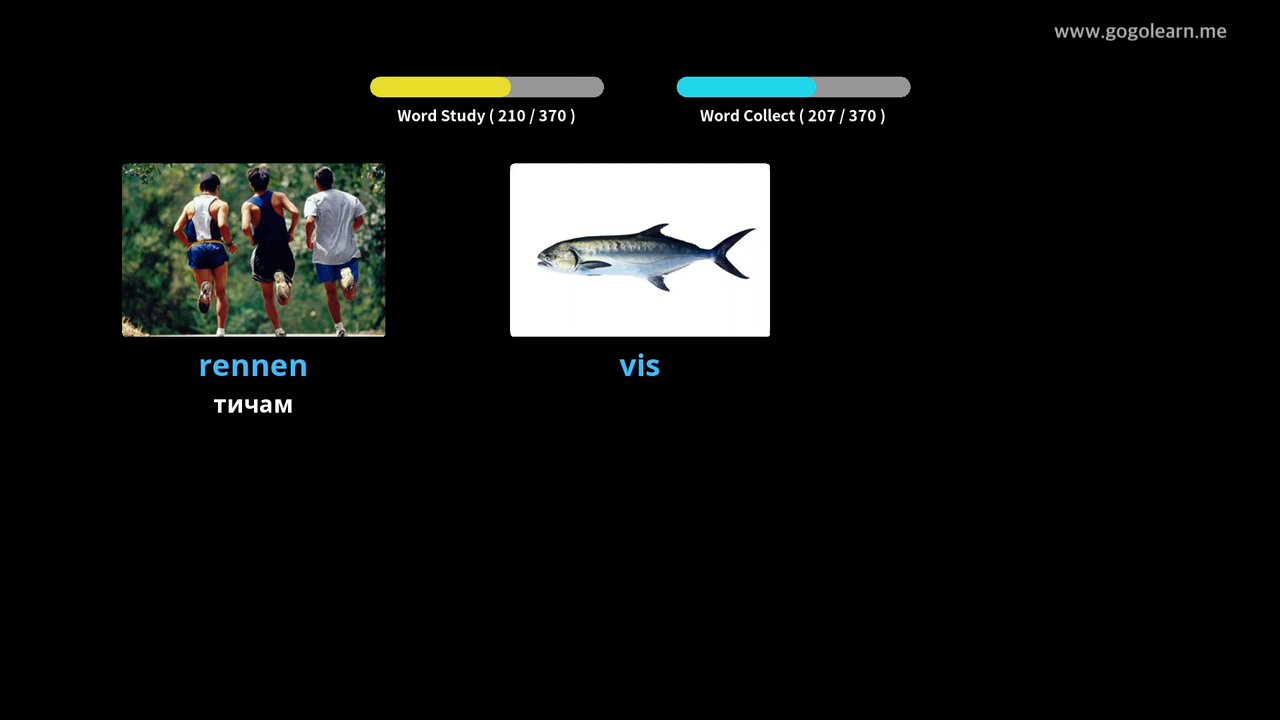 www.gogolearn.me
Word Study ( 210 / 370 )
Word Collect ( 207 / 370 )
rennen
vis
тичам